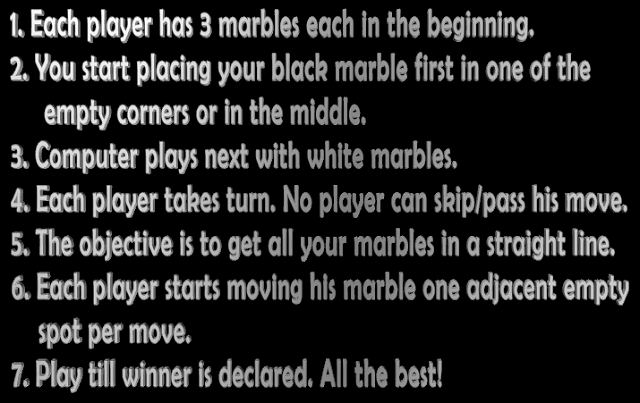 1. Each player has 3 marbles each in the beginning.
2. You start placing your black marble first in one of the
empty corners or in the middle.
3. Computer plays next with white marbles.
4. Each player takes turn. No player can skip/pass his move.
5. The objective is to get all your marbles in a straight line.
6. Each player starts moving his marble one adjacent empty
spot per move.
7. Play till winner is declared. All the best!